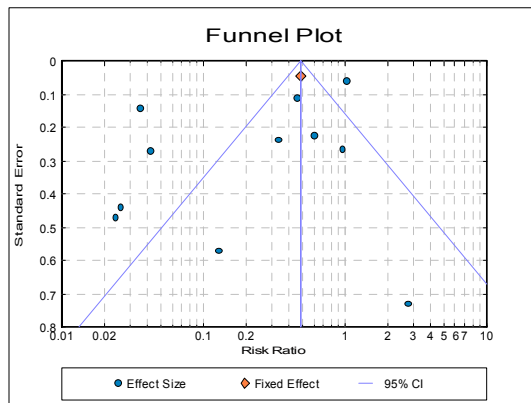 Funnel Plot
0
0.1
0.2
0.3
0.4
0.5
0.6
0.7
0.8
Standard Error
0.01 0.02 0.1 0.2 1 2 3 4 5 6 7 10
Risk Ratio
Effect Size Fixed Effect 95% CI